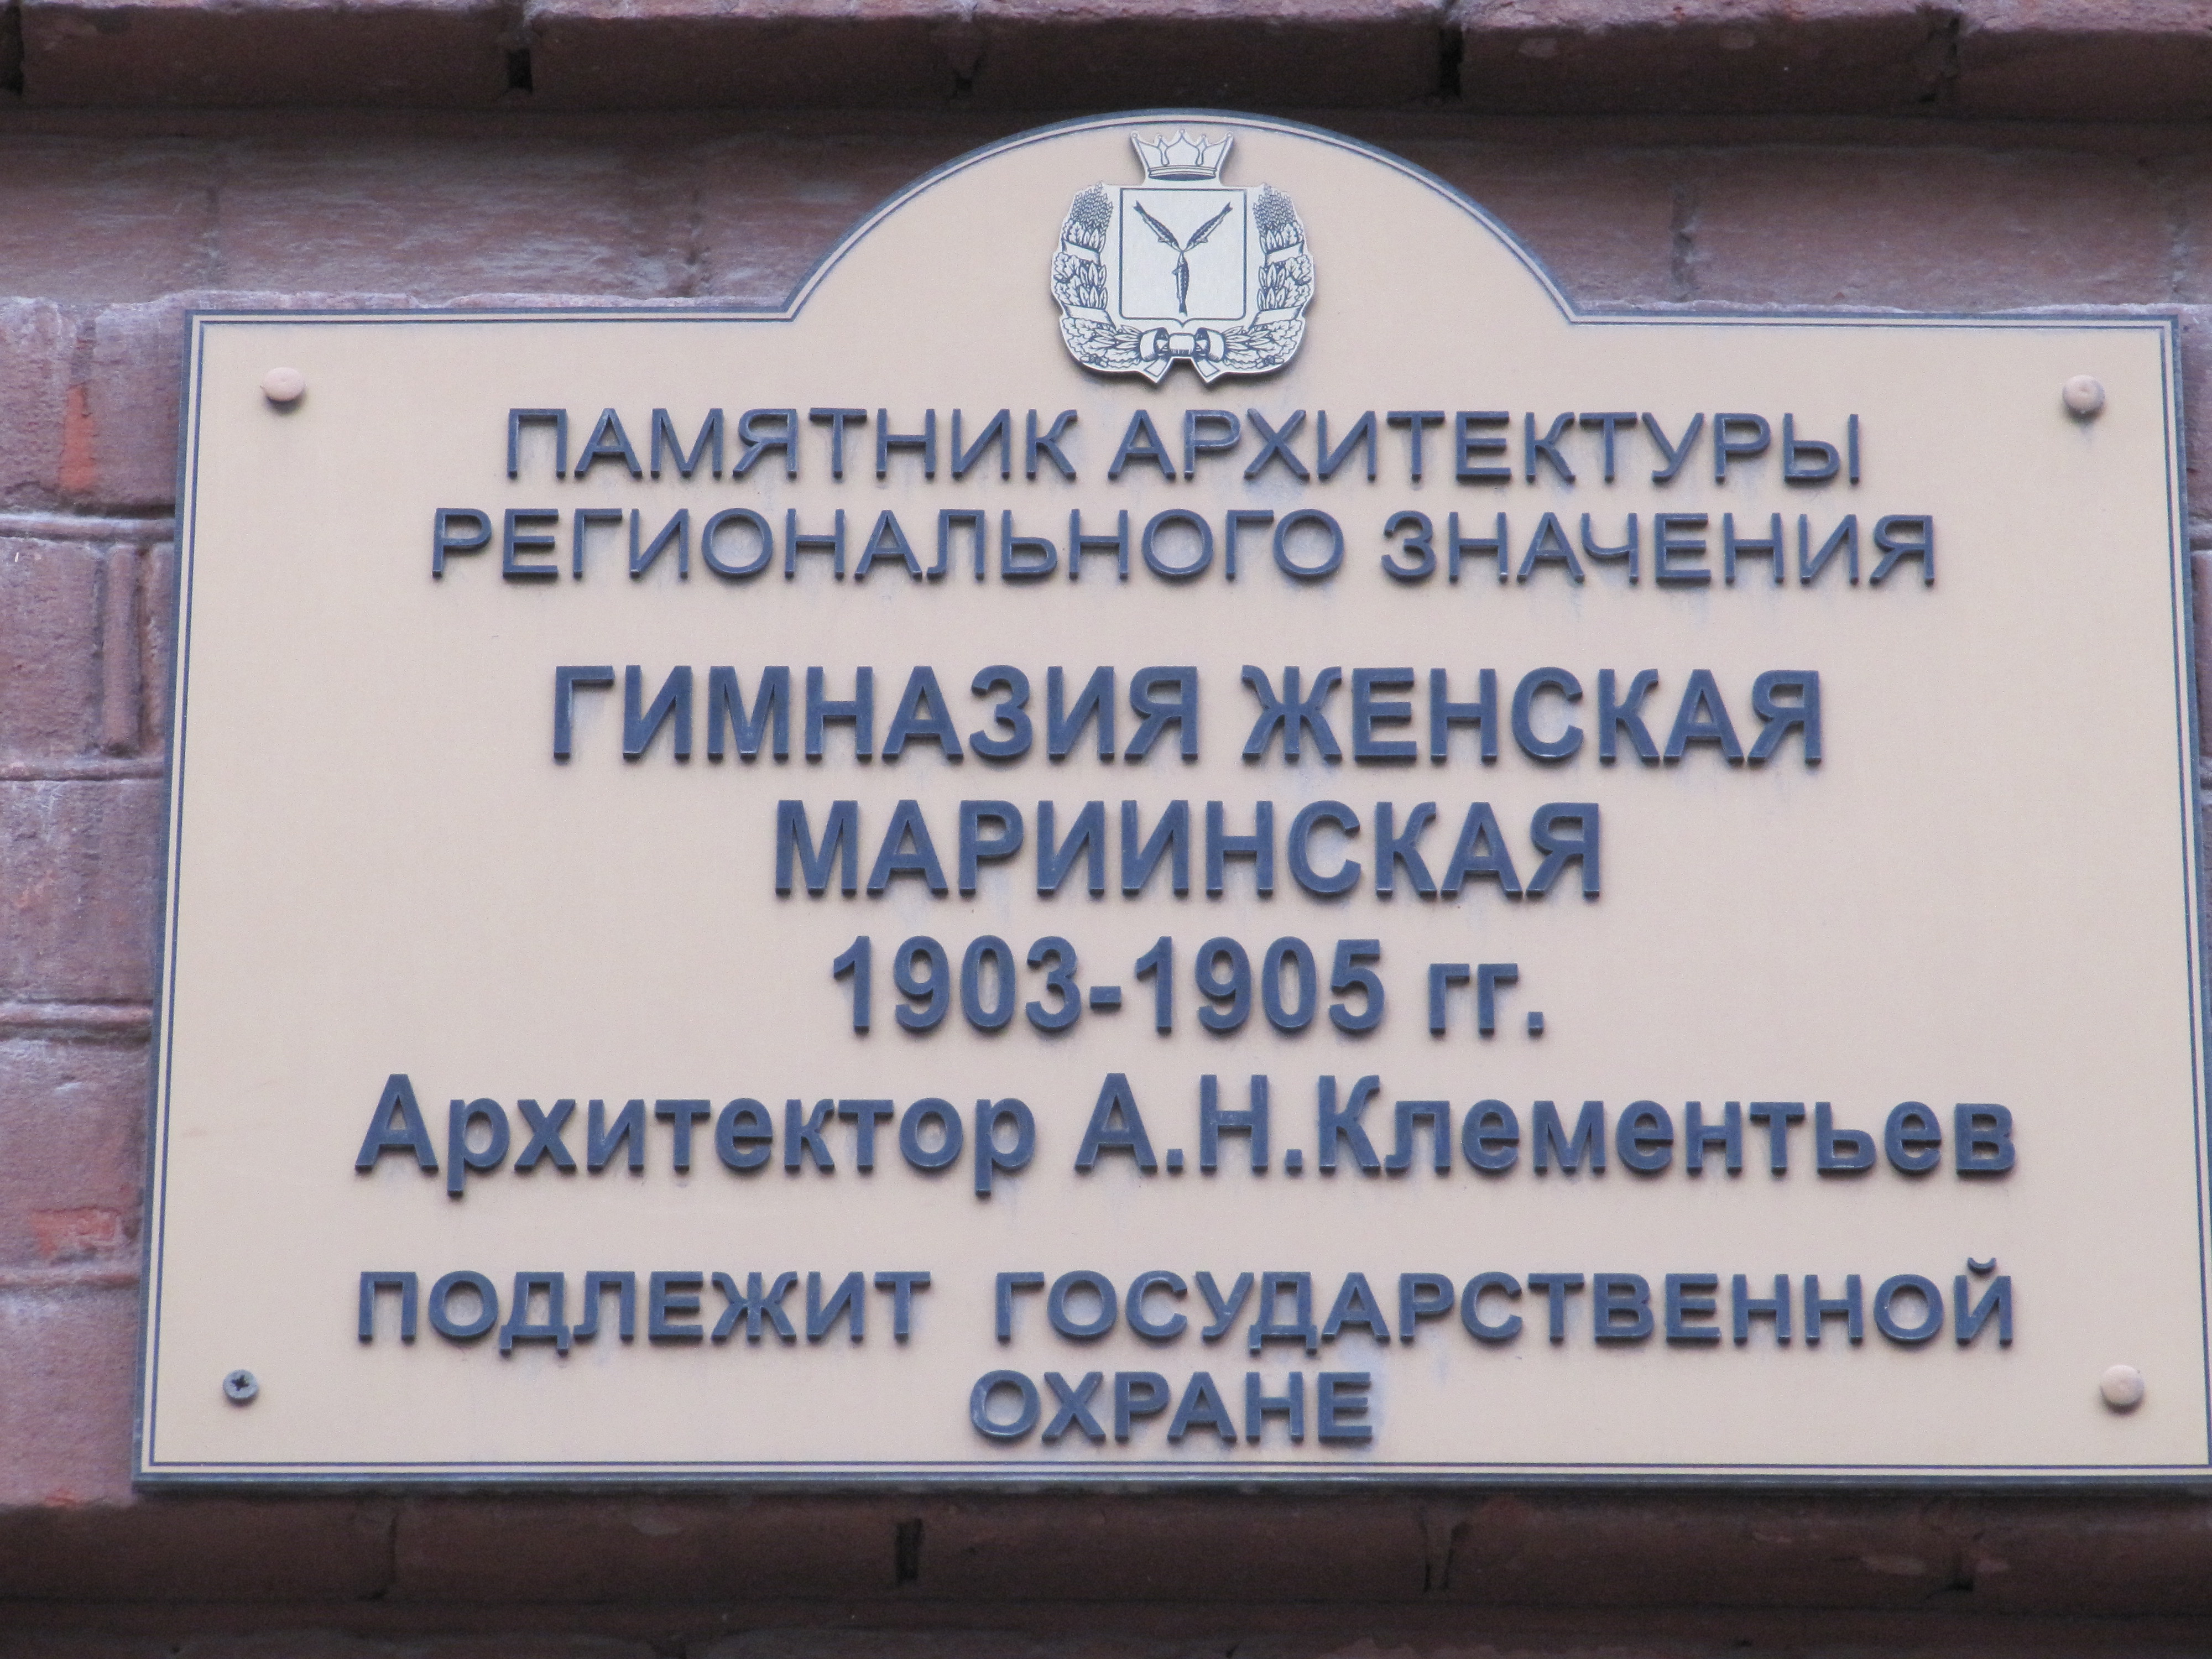 ПАМЯТНИК АРХИТЕКТУРЫ
РЕГИОНАЛЬНОГО ЗНАЧЕНИЯ
ГИМНАЗИЯ ЖЕНСКАЯ
МАРИИНСКАЯ
1903-1905 гг.
Архитектор А.Н.Клементьев
ПОДЛЕЖИТ ГОСУДАРСТВЕННОЙ
ОХРАНЕ